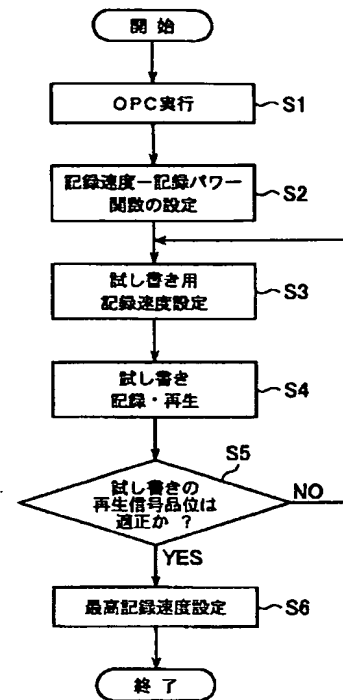 開始
OPC実行
S1
記録速度－記録パワー
関数の設定
S2
試し書き用
記録速度設定
S3
試し書き
記録・再生
S4
S5
試し書きの
再生信号品位は
適正か ？
NO
YES
最高記録速度設定
S6
終了